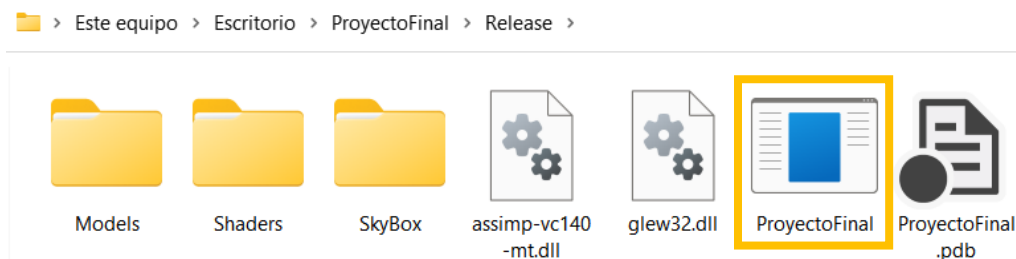 Este equipo > Escritorio > ProyectoFinal > Release >
Models
Shaders
SkyBox
assimp-vc140
-mt.dll
glew32.dll
ProyectoFinal
ProyectoFinal
.pdb